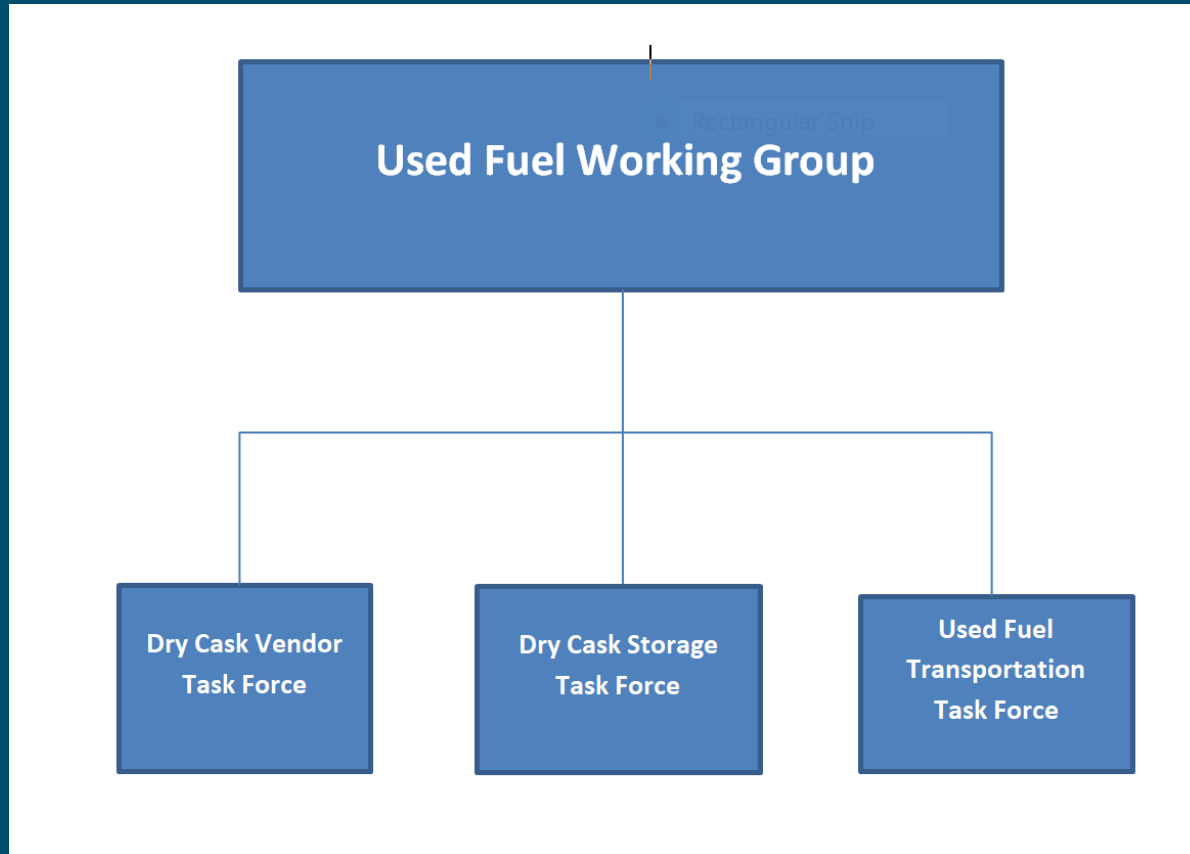 Rectangular Snip
Used Fuel Working Group
Dry Cask Vendor
Task Force
Dry Cask Storage
Task Force
Used Fuel
Transportation
Task Force